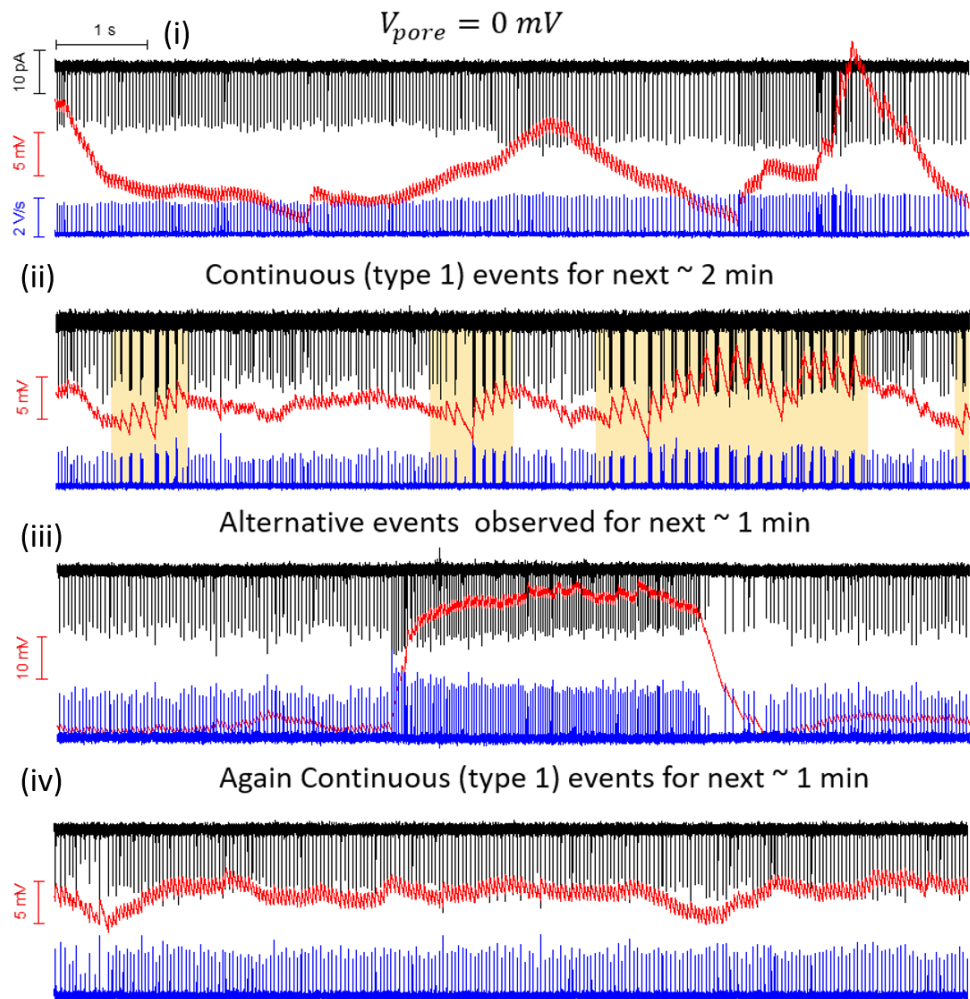 1 s
(i)
V_pore = 0 mV
10 pA
5 mV
2 V/s
(ii)
Continuous (type 1) events for next ~ 2 min
5 mV
Alternative events observed for next ~ 1 min
(iii)
10 mV
(iv)
Again Continuous (type 1) events for next ~ 1 min
5 mV